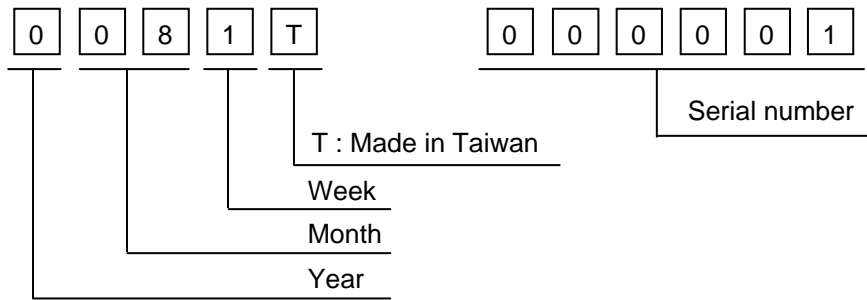 0 0 8 1 T 0 0 0 0 0 1
Serial number
T : Made in Taiwan
Week
Month
Year